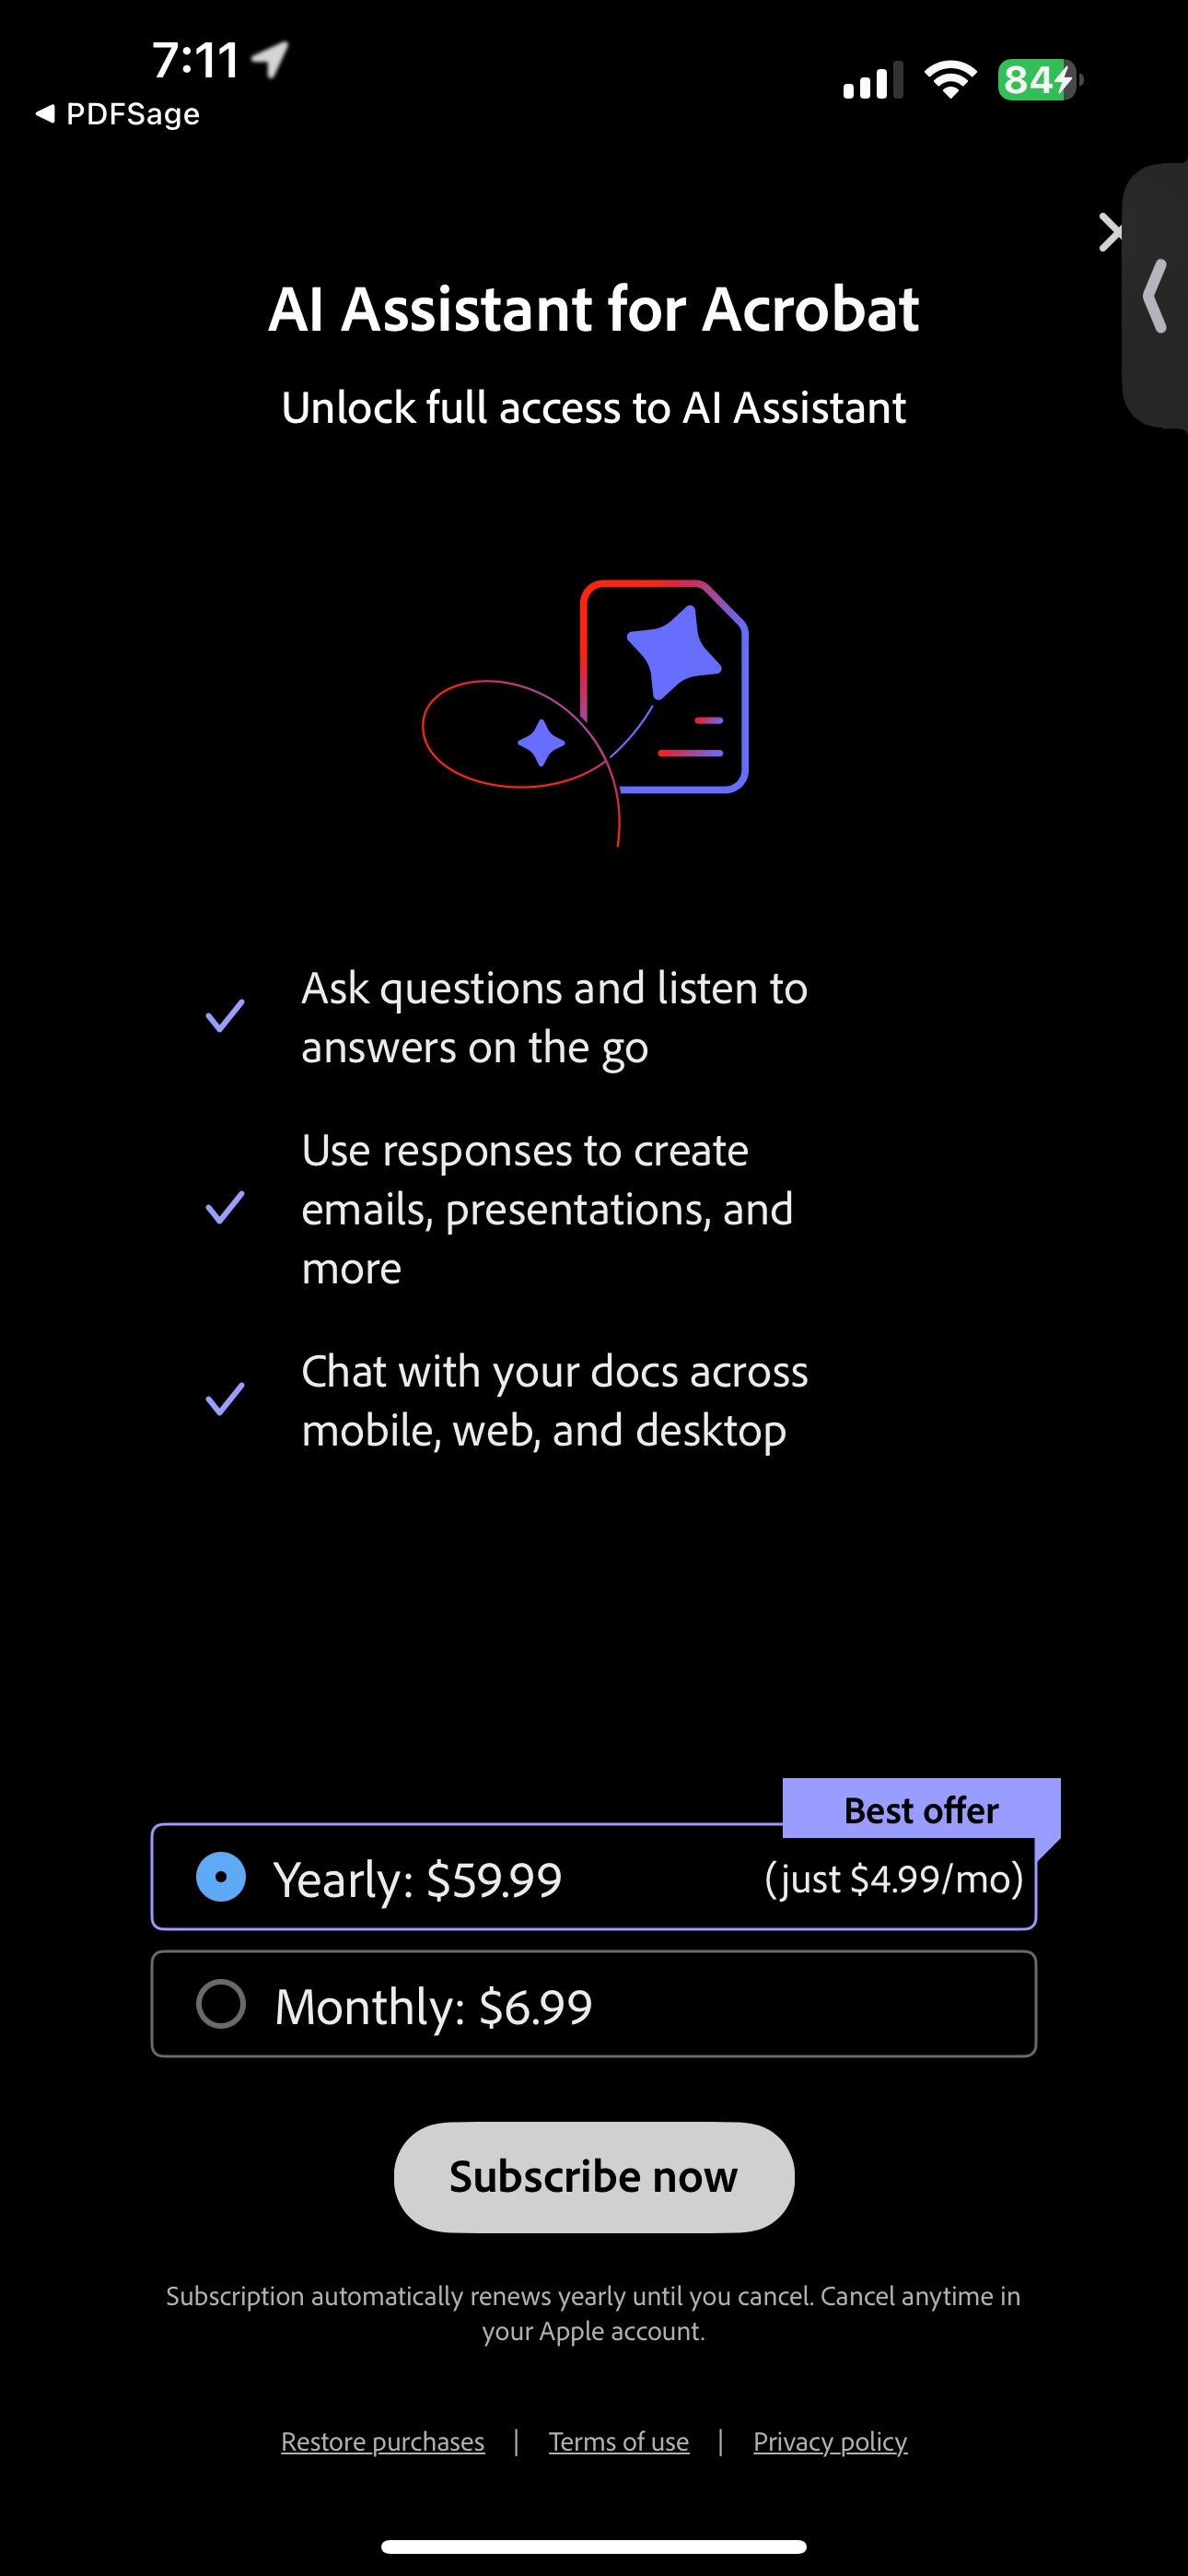 7:11
84
◀ PDFSage
AI Assistant for Acrobat
Unlock full access to AI Assistant
Ask questions and listen to
answers on the go
Use responses to create
emails, presentations, and
more
Chat with your docs across
mobile, web, and desktop
Best offer
Yearly: $59.99 (just $4.99/mo)
Monthly: $6.99
Subscribe now
Subscription automatically renews yearly until you cancel. Cancel anytime in
your Apple account.
Restore purchases | Terms of use | Privacy policy